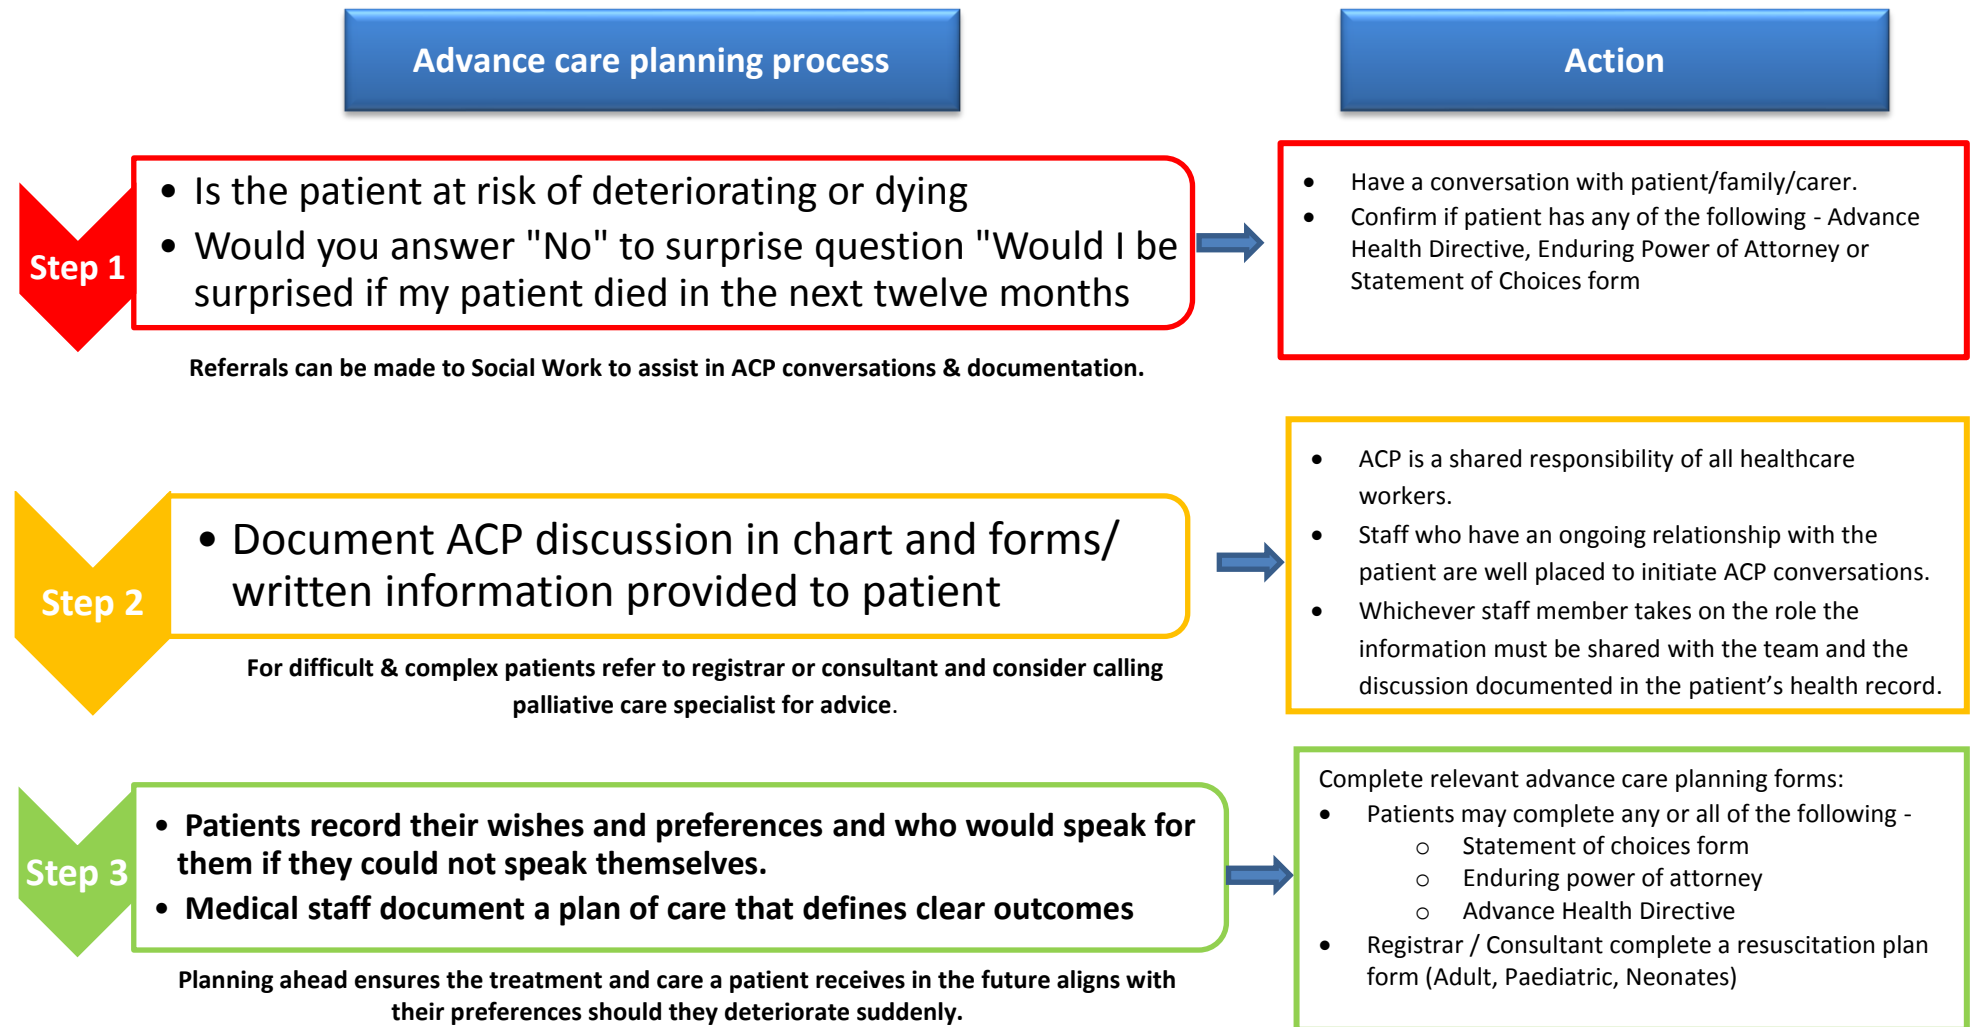 Advance care planning process
Action
Step 1
• Is the patient at risk of deteriorating or dying
• Would you answer "No" to surprise question "Would I be
surprised if my patient died in the next twelve months
Referrals can be made to Social Work to assist in ACP conversations & documentation.
• Have a conversation with patient/family/carer.
• Confirm if patient has any of the following - Advance
Health Directive, Enduring Power of Attorney or
Statement of Choices form
Step 2
• Document ACP discussion in chart and forms/
written information provided to patient
For difficult & complex patients refer to registrar or consultant and consider calling
palliative care specialist for advice.
• ACP is a shared responsibility of all healthcare
workers.
• Staff who have an ongoing relationship with the
patient are well placed to initiate ACP conversations.
• Whichever staff member takes on the role the
information must be shared with the team and the
discussion documented in the patient’s health record.
Step 3
• Patients record their wishes and preferences and who would speak for
them if they could not speak themselves.
• Medical staff document a plan of care that defines clear outcomes
Planning ahead ensures the treatment and care a patient receives in the future aligns with
their preferences should they deteriorate suddenly.
Complete relevant advance care planning forms:
• Patients may complete any or all of the following -
o Statement of choices form
o Enduring power of attorney
o Advance Health Directive
• Registrar / Consultant complete a resuscitation plan
form (Adult, Paediatric, Neonates)